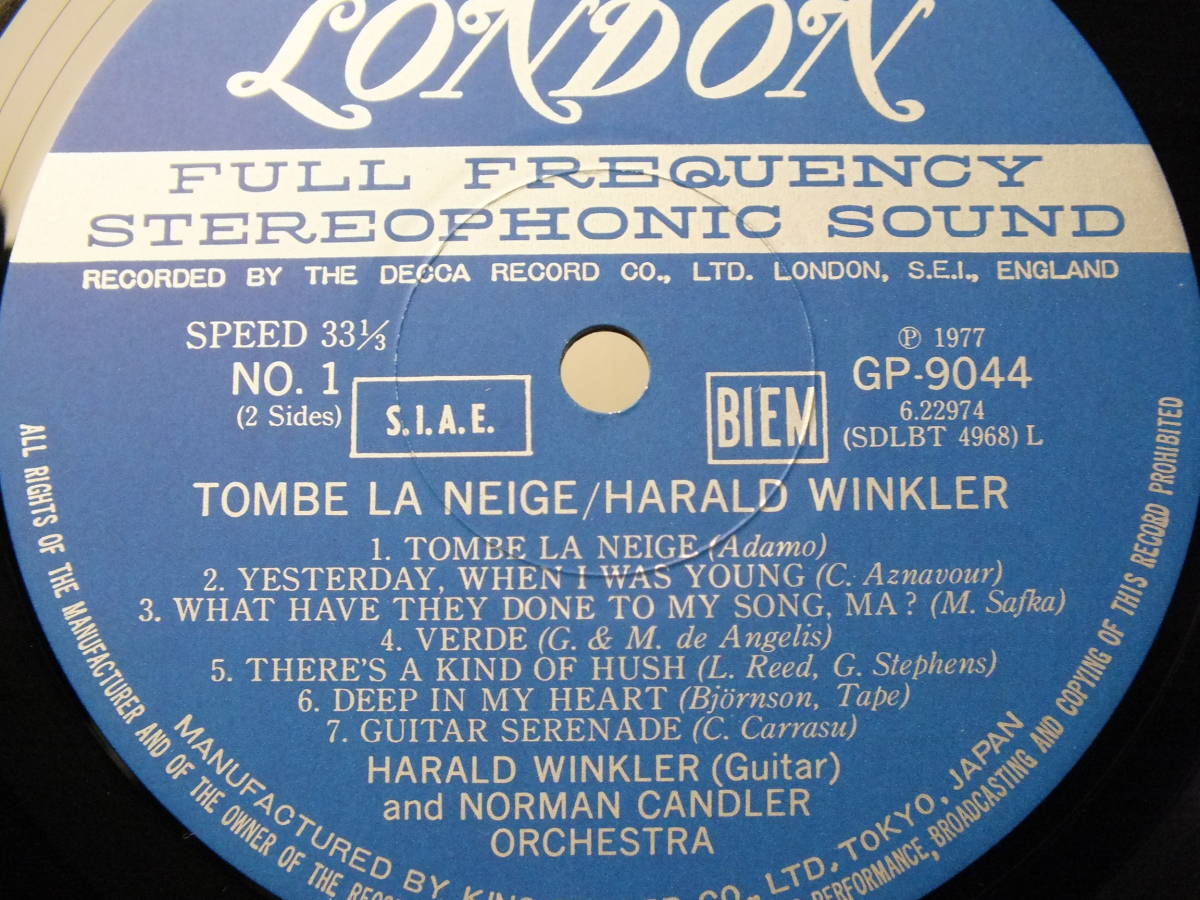 LONDON
FULL FREQUENCY
STEREOPHONIC SOUND
RECORDED BY THE DECCA RECORD CO., LTD. LONDON, S.E.I., ENGLAND
SPEED 33⅓
NO. 1
(2 Sides)
S.I.A.E.
BIEM
℗ 1977
GP-9044
6.22974
(SDLBT 4968) L
TOMBE LA NEIGE/HARALD WINKLER
1. TOMBE LA NEIGE (Adamo)
2. YESTERDAY, WHEN I WAS YOUNG (C. Aznavour)
3. WHAT HAVE THEY DONE TO MY SONG, MA? (M. Safka)
4. VERDE (G. & M. de Angelis)
5. THERE'S A KIND OF HUSH (L. Reed, G. Stephens)
6. DEEP IN MY HEART (Björnson, Tape)
7. GUITAR SERENADE (C. Carrasu)
HARALD WINKLER (Guitar)
and NORMAN CANDLER
ORCHESTRA
MANUFACTURED BY CO., LTD. TOKYO, JAPAN
ALL RIGHTS OF THE MANUFACTURER AND OF THE OWNER OF THE PERFORMANCE, BROADCASTING AND COPYING OF THIS RECORD PROHIBITED